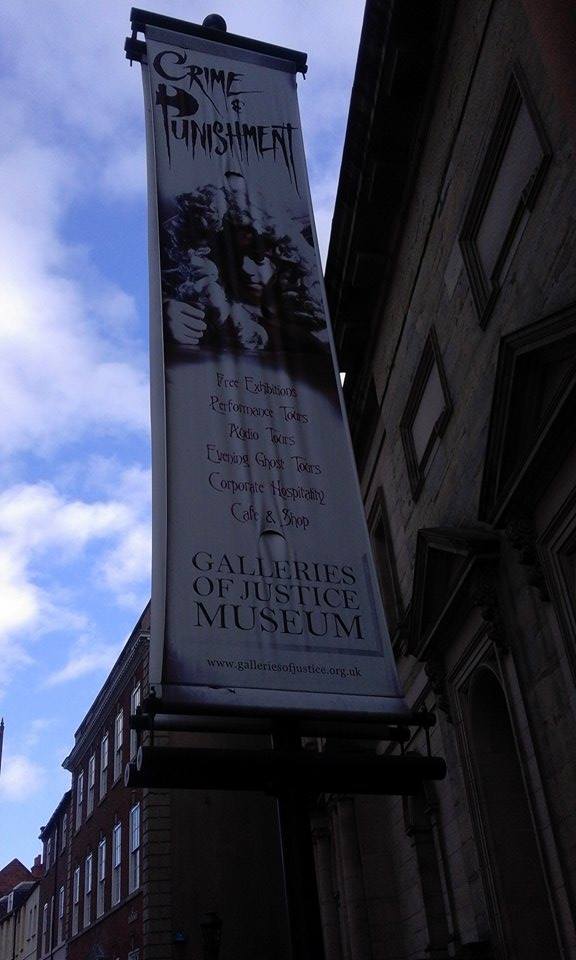 CRIME
&
PUNISHMENT
Free Exhibitions
Performance Tours
Audio Tours
Evening Ghost Tours
Corporate Hospitality
Cafe & Shop
GALLERIES
OF JUSTICE
MUSEUM
www.galleriesofjustice.org.uk